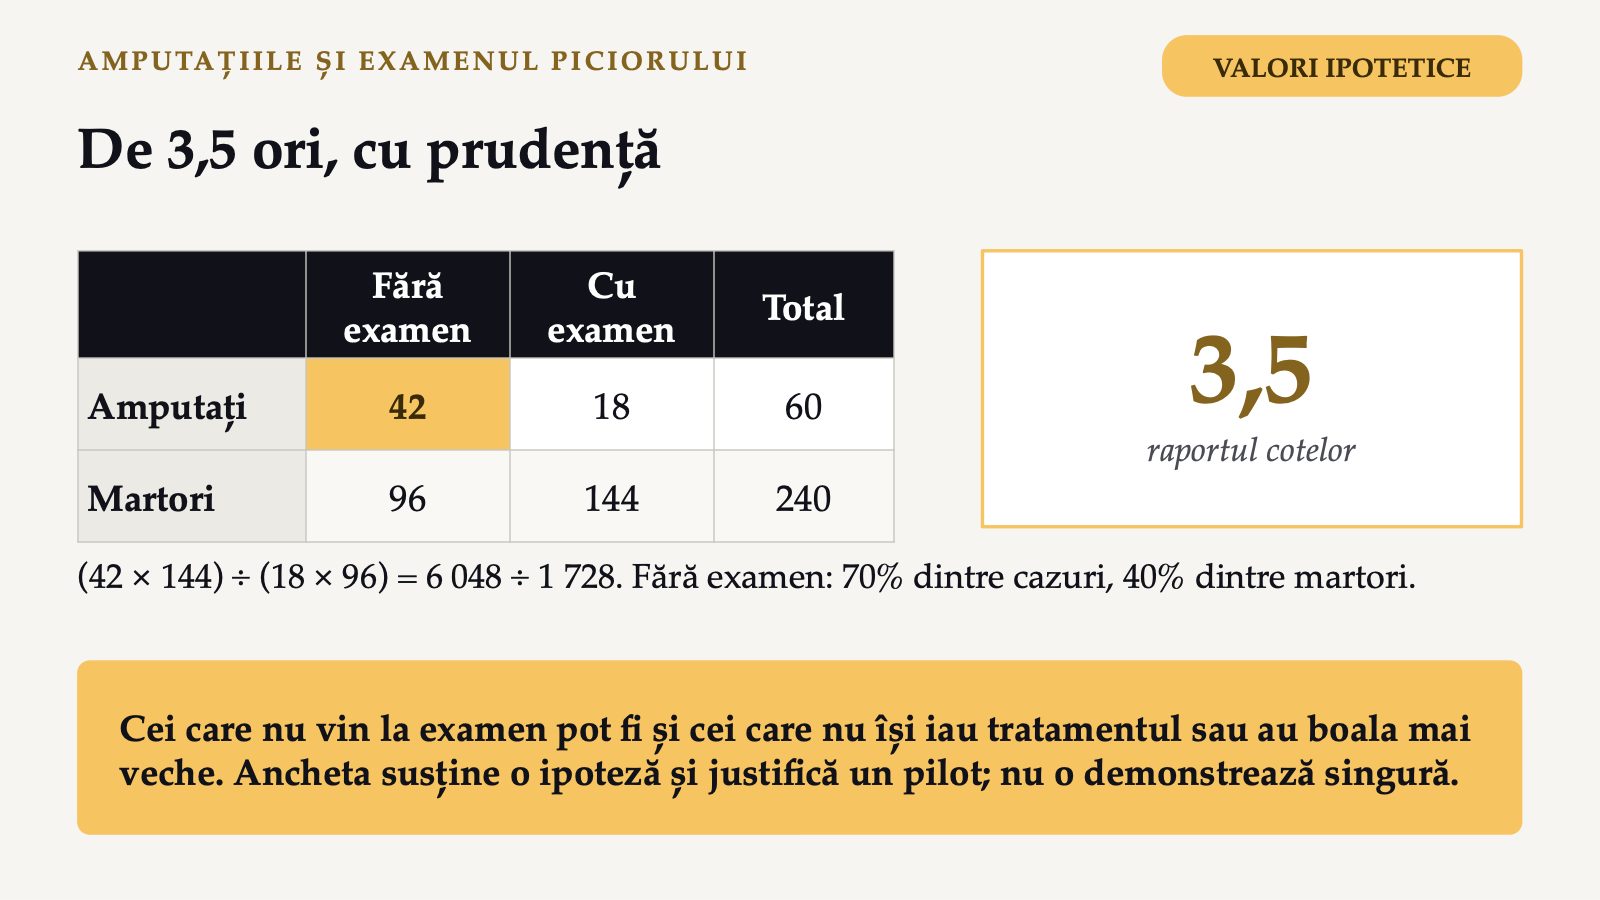 AMPUTAȚIILE ȘI EXAMENUL PICIORULUI
VALORI IPOTETICE
De 3,5 ori, cu prudență
Fără examen Cu examen Total
Amputați 42 18 60
Martori 96 144 240
3,5
raportul cotelor
(42 × 144) ÷ (18 × 96) = 6 048 ÷ 1 728. Fără examen: 70% dintre cazuri, 40% dintre martori.
Cei care nu vin la examen pot fi și cei care nu își iau tratamentul sau au boala mai
veche. Ancheta susține o ipoteză și justifică un pilot; nu o demonstrează singură.